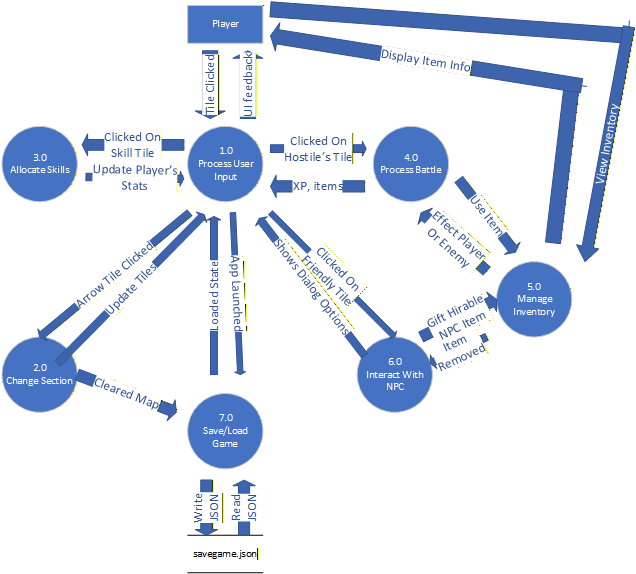 Player
Display Item Info
View Inventory
Tile Clicked
UI feedback
3.0
Allocate Skills
Clicked On
Skill Tile
Update Player's
Stats
1.0
Process User
Input
Clicked On
Hostile's Tile
XP, items
4.0
Process Battle
Use Item
Effect Player
Or Enemy
5.0
Manage
Inventory
Arrow Tile Clicked
Update Tiles
Loaded State
App Launched
Clicked On
Friendly Tile
Shows Dialog Options
Gift Hirable
NPC Item
Item
Removed
2.0
Change Section
Cleared Map
6.0
Interact With
NPC
7.0
Save/Load
Game
Write
JSON
Read
JSON
savegame.json